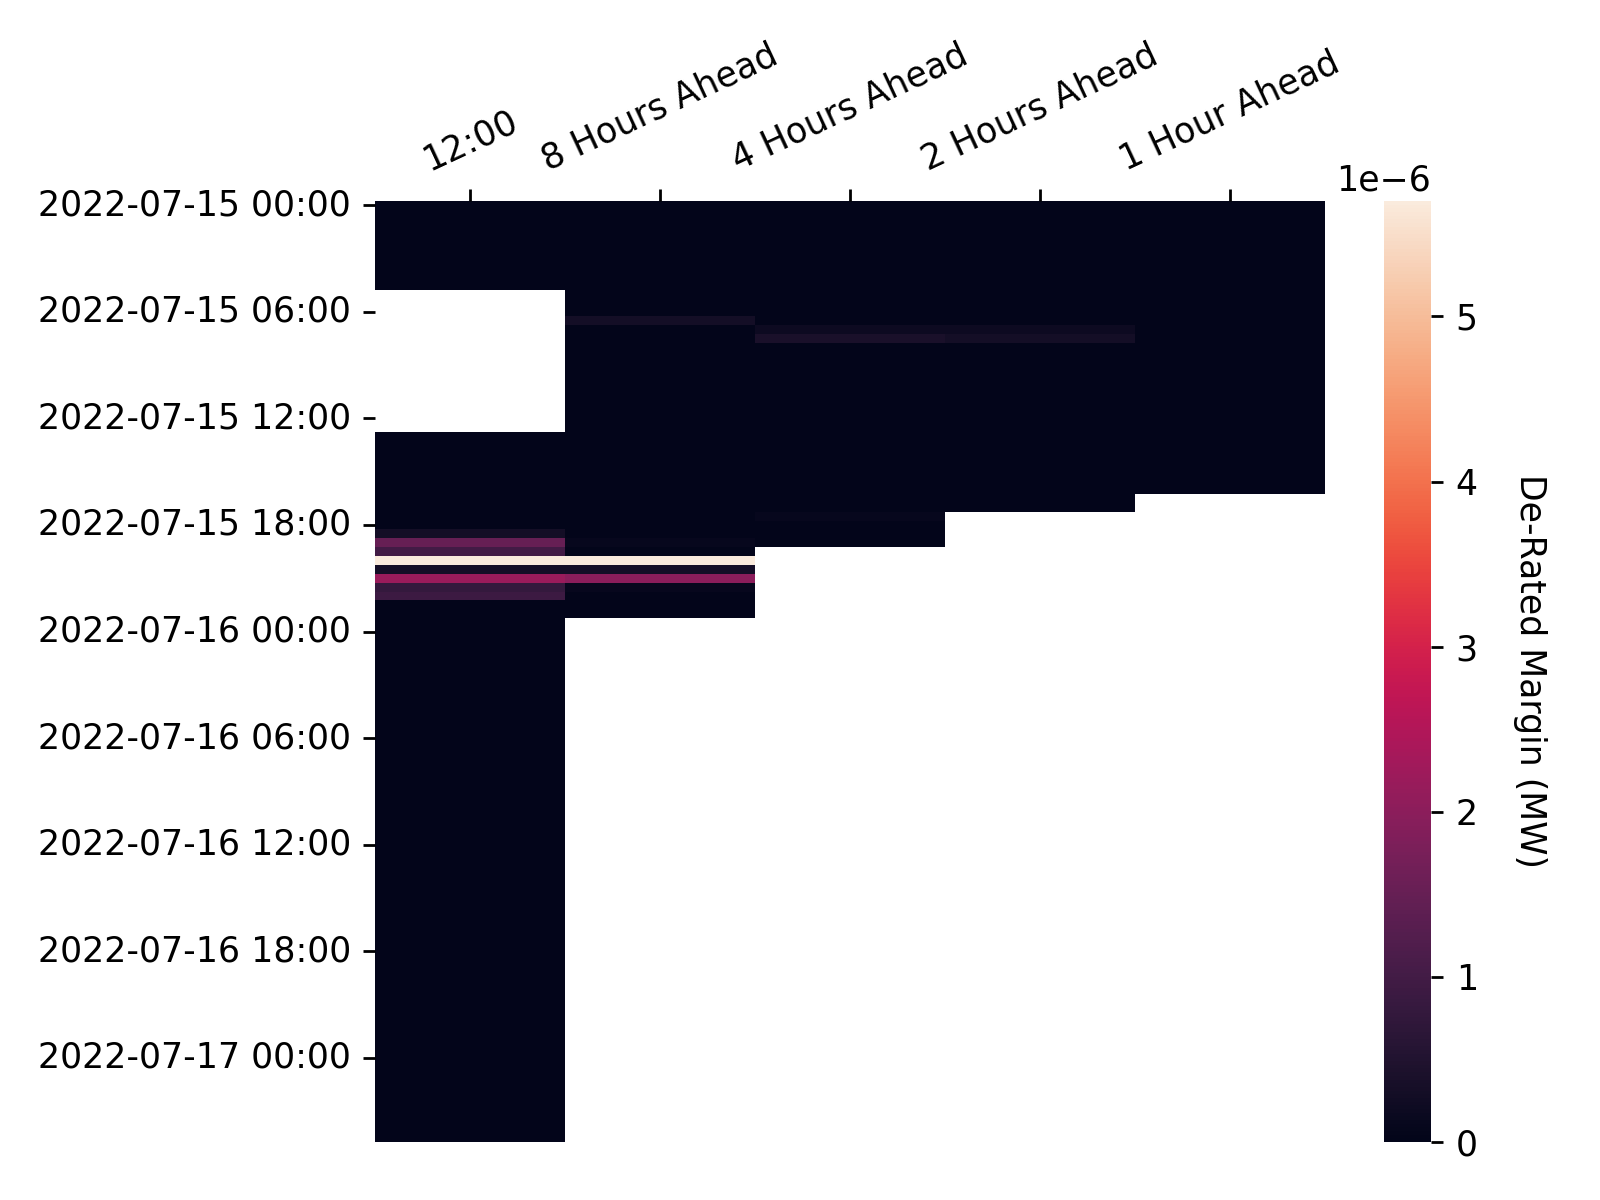 12:00
8 Hours Ahead
4 Hours Ahead
2 Hours Ahead
1 Hour Ahead
1e−6
2022-07-15 00:00
2022-07-15 06:00
2022-07-15 12:00
2022-07-15 18:00
2022-07-16 00:00
2022-07-16 06:00
2022-07-16 12:00
2022-07-16 18:00
2022-07-17 00:00
5
4
3
2
1
0
De-Rated Margin (MW)